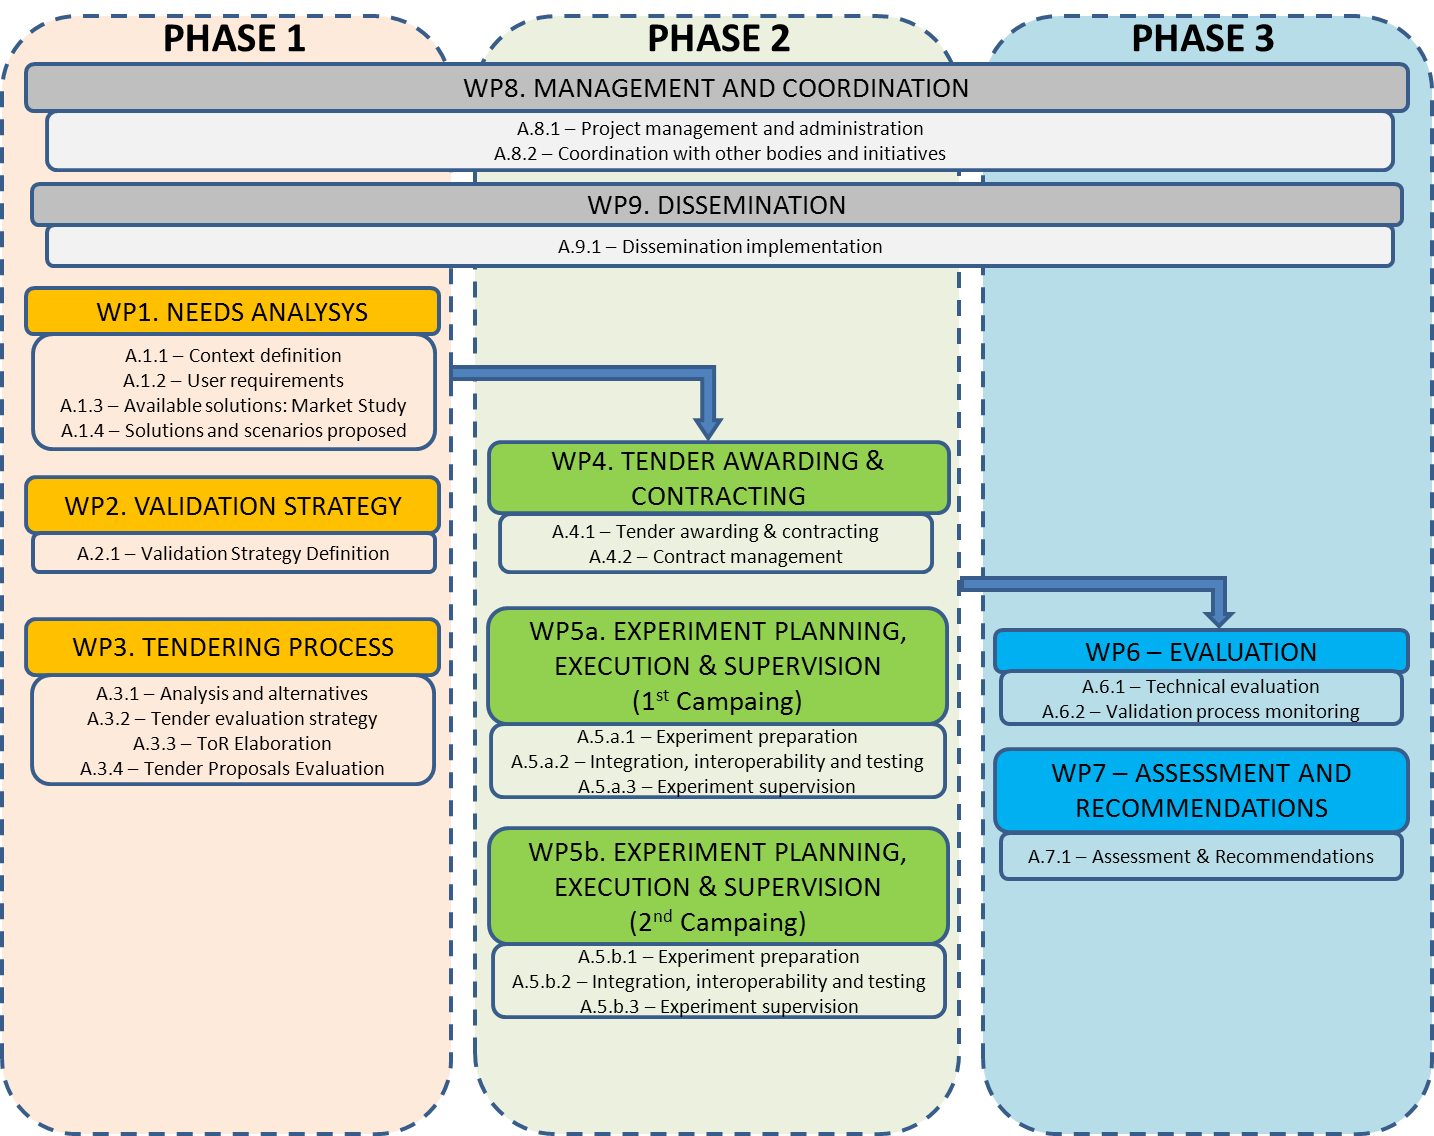 PHASE 1
PHASE 2
PHASE 3
WP8. MANAGEMENT AND COORDINATION
A.8.1 – Project management and administration
A.8.2 – Coordination with other bodies and initiatives
WP9. DISSEMINATION
A.9.1 – Dissemination implementation
WP1. NEEDS ANALYSYS
A.1.1 – Context definition
A.1.2 – User requirements
A.1.3 – Available solutions: Market Study
A.1.4 – Solutions and scenarios proposed
WP2. VALIDATION STRATEGY
A.2.1 – Validation Strategy Definition
WP3. TENDERING PROCESS
A.3.1 – Analysis and alternatives
A.3.2 – Tender evaluation strategy
A.3.3 – ToR Elaboration
A.3.4 – Tender Proposals Evaluation
WP4. TENDER AWARDING &
CONTRACTING
A.4.1 – Tender awarding & contracting
A.4.2 – Contract management
WP5a. EXPERIMENT PLANNING,
EXECUTION & SUPERVISION
(1st Campaing)
A.5.a.1 – Experiment preparation
A.5.a.2 – Integration, interoperability and testing
A.5.a.3 – Experiment supervision
WP5b. EXPERIMENT PLANNING,
EXECUTION & SUPERVISION
(2nd Campaing)
A.5.b.1 – Experiment preparation
A.5.b.2 – Integration, interoperability and testing
A.5.b.3 – Experiment supervision
WP6 – EVALUATION
A.6.1 – Technical evaluation
A.6.2 – Validation process monitoring
WP7 – ASSESSMENT AND
RECOMMENDATIONS
A.7.1 – Assessment & Recommendations